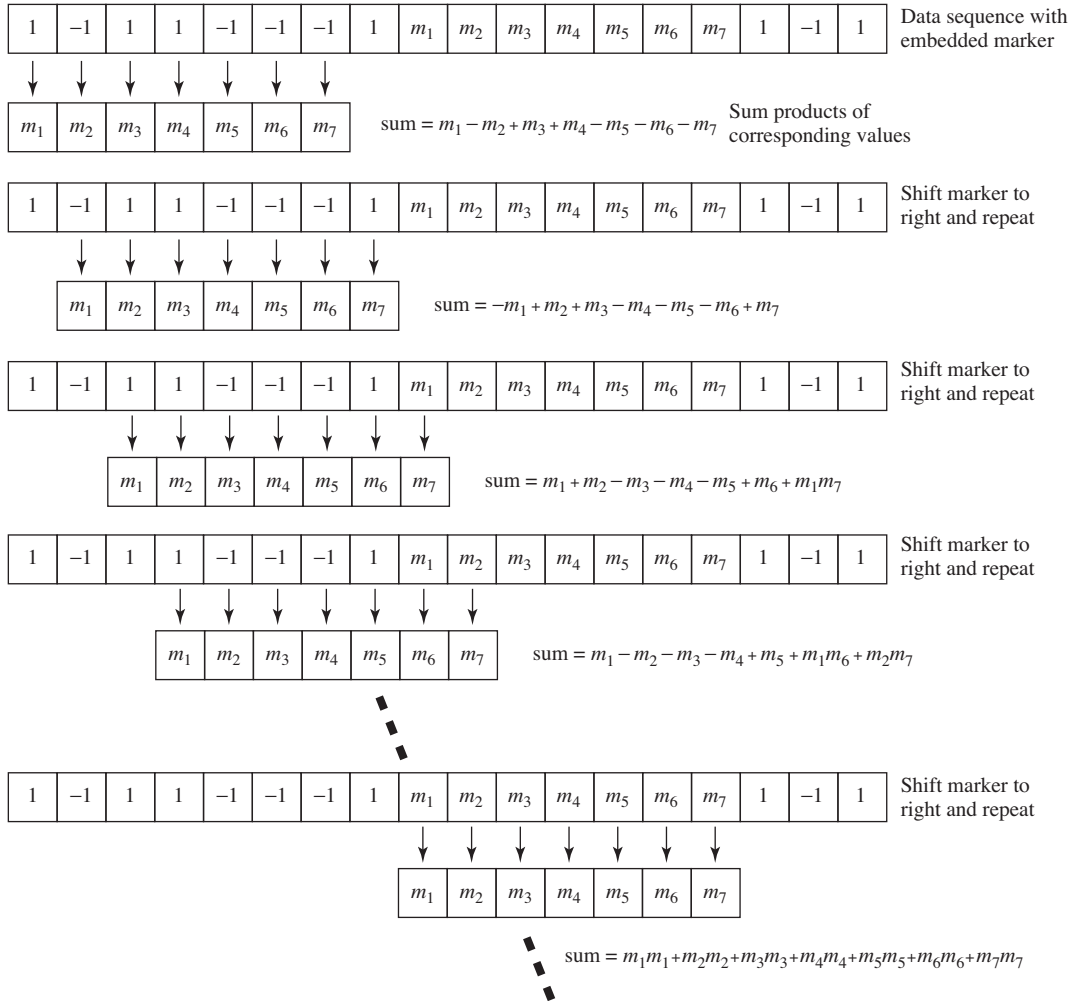 1 −1 1 1 −1 −1 −1 1 m₁ m₂ m₃ m₄ m₅ m₆ m₇ 1 −1 1 Data sequence with
embedded marker
m₁ m₂ m₃ m₄ m₅ m₆ m₇ sum = m₁ − m₂ + m₃ + m₄ − m₅ − m₆ − m₇ Sum products of
corresponding values
1 −1 1 1 −1 −1 −1 1 m₁ m₂ m₃ m₄ m₅ m₆ m₇ 1 −1 1 Shift marker to
right and repeat
m₁ m₂ m₃ m₄ m₅ m₆ m₇ sum = −m₁ + m₂ + m₃ − m₄ − m₅ − m₆ + m₇
1 −1 1 1 −1 −1 −1 1 m₁ m₂ m₃ m₄ m₅ m₆ m₇ 1 −1 1 Shift marker to
right and repeat
m₁ m₂ m₃ m₄ m₅ m₆ m₇ sum = m₁ + m₂ − m₃ − m₄ − m₅ + m₆ + m₁m₇
1 −1 1 1 −1 −1 −1 1 m₁ m₂ m₃ m₄ m₅ m₆ m₇ 1 −1 1 Shift marker to
right and repeat
m₁ m₂ m₃ m₄ m₅ m₆ m₇ sum = m₁ − m₂ − m₃ − m₄ + m₅ + m₁m₆ + m₂m₇
1 −1 1 1 −1 −1 −1 1 m₁ m₂ m₃ m₄ m₅ m₆ m₇ 1 −1 1 Shift marker to
right and repeat
m₁ m₂ m₃ m₄ m₅ m₆ m₇
sum = m₁m₁+m₂m₂+m₃m₃+m₄m₄+m₅m₅+m₆m₆+m₇m₇